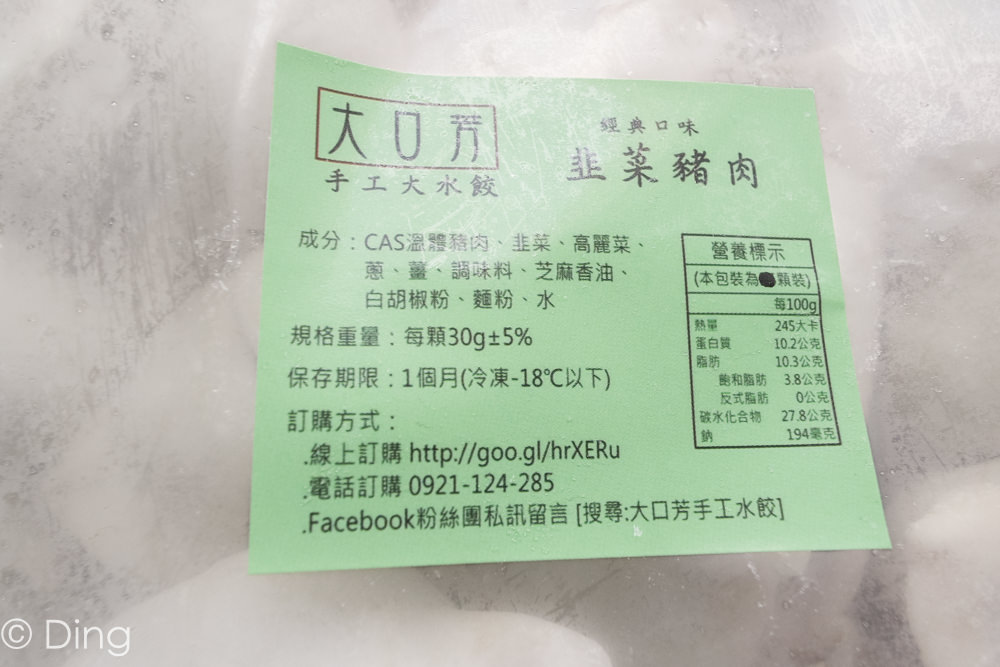 大口芳
手工大水餃
經典口味
韭菜豬肉
成分：CAS溫體豬肉、韭菜、高麗菜、
蔥、薑、調味料、芝麻香油、
白胡椒粉、麵粉、水
規格重量：每顆30g±5%
保存期限：1個月(冷凍-18℃以下)
訂購方式：
.線上訂購 http://goo.gl/hrXERu
.電話訂購 0921-124-285
.Facebook粉絲團私訊留言 [搜尋:大口芳手工水餃]
營養標示
(本包裝為 顆裝)
每100g
熱量 245大卡
蛋白質 10.2公克
脂肪 10.3公克
飽和脂肪 3.8公克
反式脂肪 0公克
碳水化合物 27.8公克
鈉 194毫克
© Ding